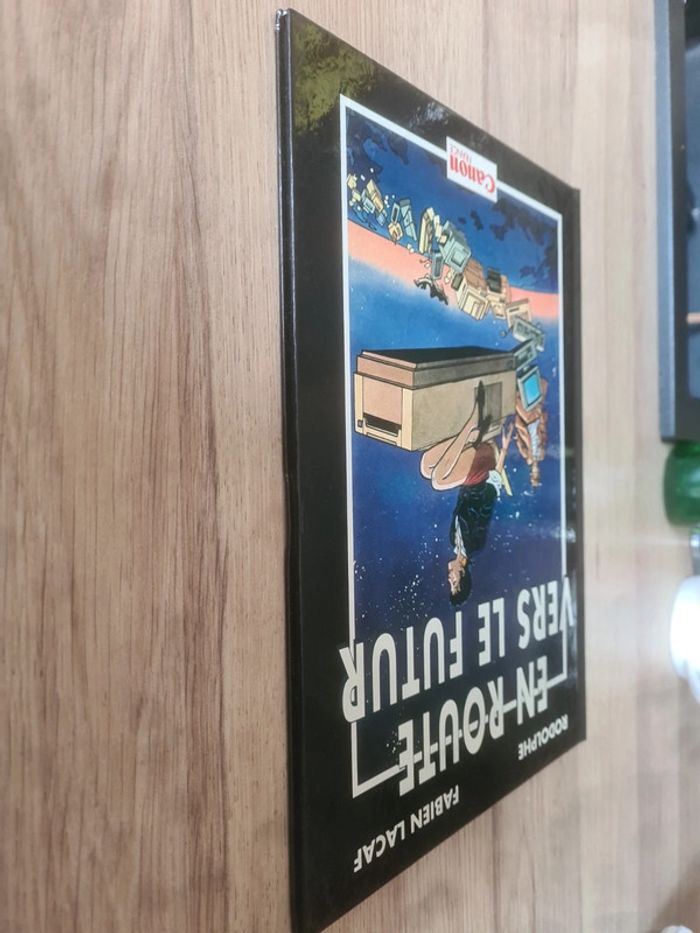 RODOLPHE
FABIEN LACAF
EN ROUTE
VERS LE FUTUR
Canon
FRANCE